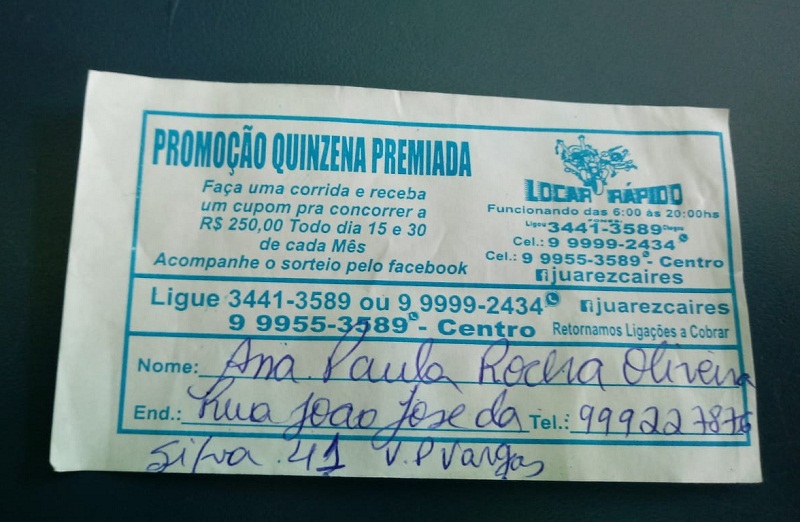 PROMOÇÃO QUINZENA PREMIADA
Faça uma corrida e receba
um cupom pra concorrer a
R$ 250,00 Todo dia 15 e 30
de cada Mês
Acompanhe o sorteio pelo facebook
LOCAR RÁPIDO
Funcionando das 6:00 às 20:00hs
Ligou 3441-3589 Chegou
Cel.: 9 9999-2434
Cel.: 9 9955-3589 - Centro
juarezcaires
Ligue 3441-3589 ou 9 9999-2434 juarezcaires
9 9955-3589 - Centro Retornamos Ligações a Cobrar
Nome: Ana Paula Rocha Oliveira
End.: Rua João José da Tel.: 999227876
Silva. 41 V. P Vargas